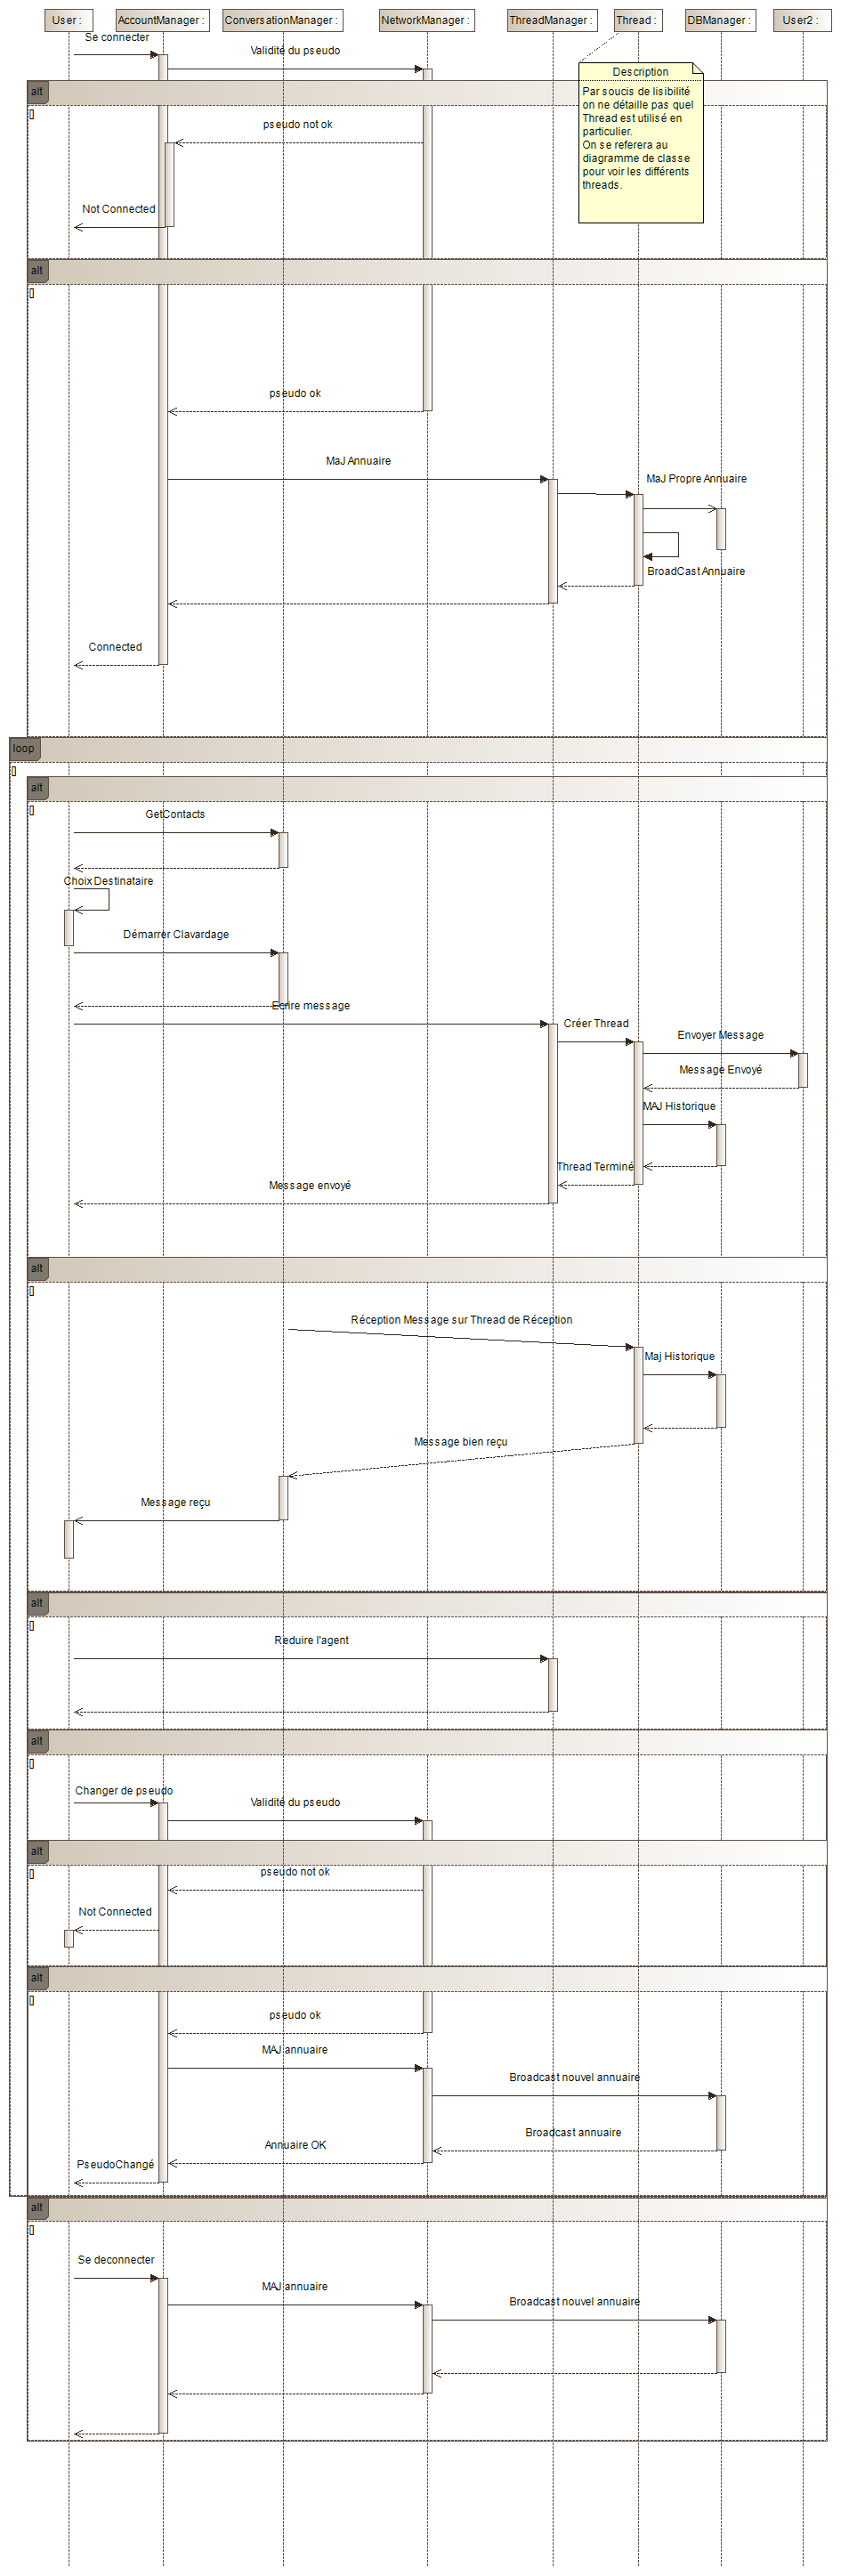 User :
AccountManager :
ConversationManager :
NetworkManager :
ThreadManager :
Thread :
DBManager :
User2 :
Se connecter
Validité du pseudo
Description
Par soucis de lisibilité
on ne détaille pas quel
Thread est utilisé en
particulier.
On se referera au
diagramme de classe
pour voir les différents
threads.
alt
[]
pseudo not ok
Not Connected
alt
[]
pseudo ok
MaJ Annuaire
MaJ Propre Annuaire
BroadCast Annuaire
Connected
loop
[]
alt
[]
GetContacts
Choix Destinataire
Démarrer Clavardage
Ecrire message
Créer Thread
Envoyer Message
Message Envoyé
MAJ Historique
Thread Terminé
Message envoyé
alt
[]
Réception Message sur Thread de Réception
Maj Historique
Message bien reçu
Message reçu
alt
[]
Reduire l'agent
alt
[]
Changer de pseudo
Validité du pseudo
alt
[]
pseudo not ok
Not Connected
alt
[]
pseudo ok
MAJ annuaire
Broadcast nouvel annuaire
Broadcast annuaire
Annuaire OK
PseudoChangé
alt
[]
Se deconnecter
MAJ annuaire
Broadcast nouvel annuaire